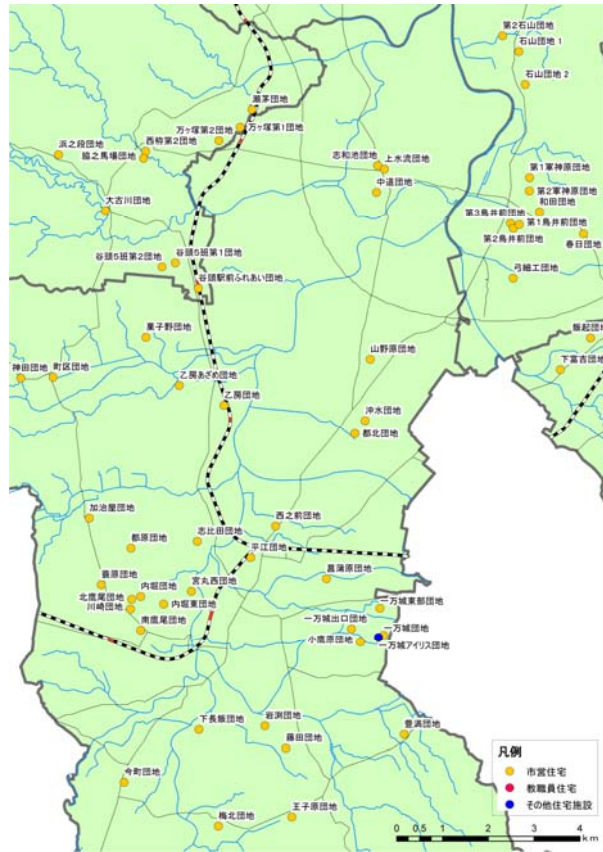 第2石山団地
石山団地 1
石山団地 2
瀬茅団地
万ヶ塚第2団地
万ヶ塚第1団地
西栫第2団地
浜之段団地
脇之馬場団地
志和池団地
上水流団地
中道団地
第1軍神原団地
第2軍神原団地
和田団地
第3鳥井前団地
第1鳥井前団地
第2鳥井前団地
春日団地
大古川団地
谷頭5班第1団地
谷頭5班第2団地
谷頭駅前ふれあい団地
弓細工団地
菓子野団地
飯起団地
山野原団地
下富吉団地
神田団地
町区団地
乙房あざめ団地
乙房団地
沖水団地
都北団地
加治屋団地
西之前団地
志比田団地
都原団地
平江団地
菖蒲原団地
蓑原団地
宮丸西団地
内堀団地
北鷹尾団地
川崎団地
内堀東団地
南鷹尾団地
一万城東部団地
一万城出口団地
一万城団地
小鷹原団地
一万城アイリス団地
下長飯団地
岩渕団地
豊満団地
藤田団地
今町団地
梅北団地
王子原団地
凡例
市営住宅
教職員住宅
その他住宅施設
0 0.5 1 2 3 4
km